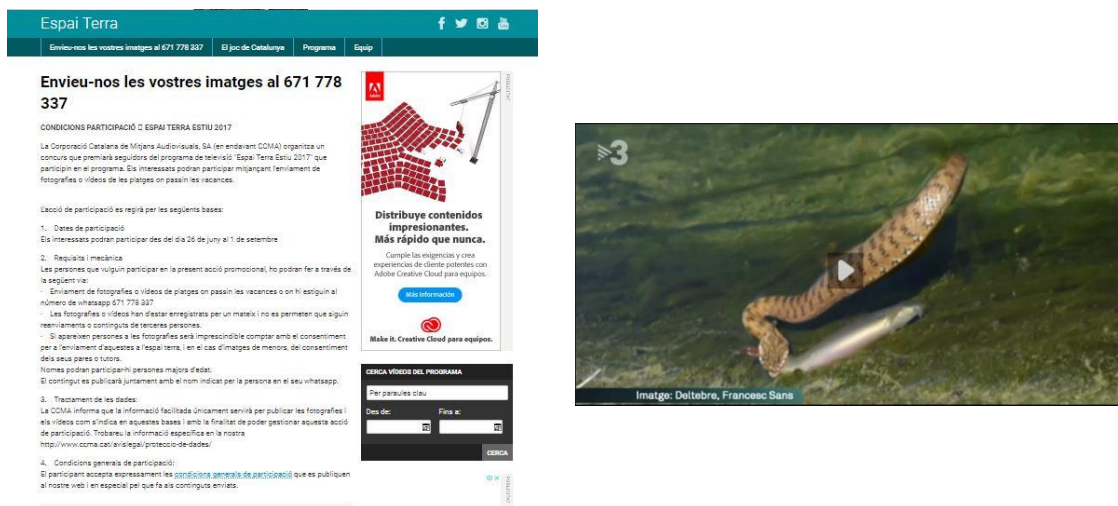 Espai Terra
Envieu-nos les vostres imatges al 671 778 337
El joc de Catalunya
Programa
Equip
Envieu-nos les vostres imatges al 671 778
337
CONDICIONS PARTICIPACIÓ ▯ ESPAI TERRA ESTIU 2017
La Corporació Catalana de Mitjans Audiovisuals, SA (en endavant CCMA) organitza un
concurs que premiarà seguidors del programa de televisió "Espai Terra Estiu 2017" que
participin en el programa. Els interessats podran participar mitjançant l'enviament de
fotografies o vídeos de les platges on passin les vacances.
L'acció de participació es regirà per les següents bases:
1. Dates de participació
Els interessats podran participar des del dia 26 de juny al 1 de setembre
2. Requisits i mecànica
Les persones que vulguin participar en la present acció promocional, ho podran fer a través de
la següent via:
- Enviament de fotografies o vídeos de platges on passin les vacances o on hi estiguin al
número de whatsapp 671 778 337
- Les fotografies o vídeos han d'estar enregistrats per un mateix i no es permeten que siguin
reenviaments o continguts de terceres persones.
- Si apareixen persones a les fotografies serà imprescindible comptar amb el consentiment
per a l'enviament d'aquestes a l'espai terra, i en el cas d'imatges de menors, del consentiment
dels seus pares o tutors.
Nomes podran participar-hi persones majors d'edat.
El contingut es publicarà juntament amb el nom indicat per la persona en el seu whatsapp.
3. Tractament de les dades:
La CCMA informa que la informació facilitada únicament servirà per publicar les fotografies i
els vídeos com s'indica en aquestes bases i amb la finalitat de poder gestionar aquesta acció
de participació. Trobareu la informació específica en la nostra
http://www.ccma.cat/avislegal/proteccio-de-dades/
4. Condicions generals de participació:
El participant accepta expressament les condicions generals de participació que es publiquen
al nostre web i en especial pel que fa als continguts enviats.
Adobe
PUBLICITAT
Distribuye contenidos
impresionantes.
Más rápido que nunca.
Cumple las exigencias y crea
experiencias de cliente potentes con
Adobe Creative Cloud para equipos.
Más información
Make it. Creative Cloud para equipos.
CERCA VÍDEOS DEL PROGRAMA
Per paraules clau
Des de:
Fins a:
CERCA
PUBLICITAT
3
Imatge: Deltebre, Francesc Sans